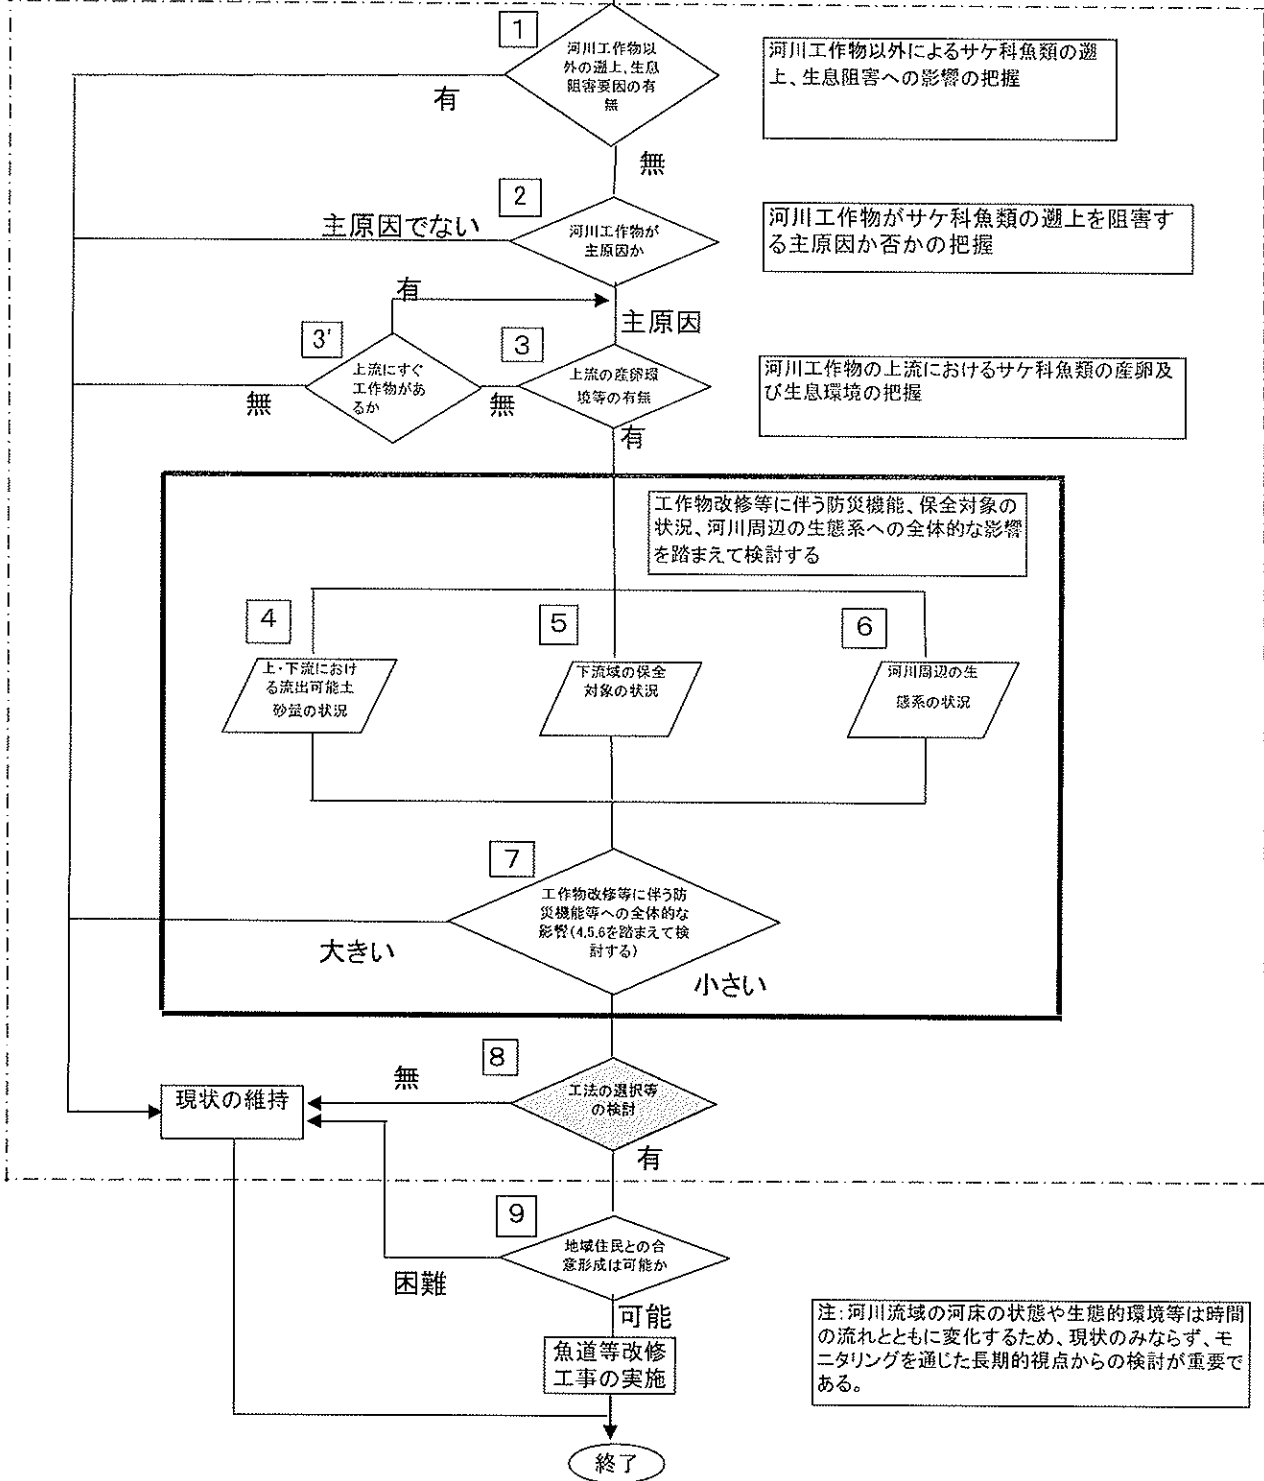 1
河川工作物以
外の遡上、生息
阻害要因の有
無
河川工作物以外によるサケ科魚類の遡
上、生息阻害への影響の把握
有
無
2
主原因でない
河川工作物が
主原因か
河川工作物がサケ科魚類の遡上を阻害す
る主原因か否かの把握
有
主原因
3'
上流にすぐ
工作物があ
るか
無
無
3
上流の産卵環
境等の有無
河川工作物の上流におけるサケ科魚類の産卵及
び生息環境の把握
有
工作物改修等に伴う防災機能、保全対象の
状況、河川周辺の生態系への全体的な影響
を踏まえて検討する
4
上・下流におけ
る流出可能土
砂量の状況
5
下流域の保全
対象の状況
6
河川周辺の生
態系の状況
7
工作物改修等に伴う防
災機能等への全体的な
影響(4.5.6を踏まえて検
討する)
大きい
小さい
8
無
工法の選択等
の検討
現状の維持
有
9
地域住民との合
意形成は可能か
困難
可能
魚道等改修
工事の実施
注:河川流域の河床の状態や生態的環境等は時間
の流れとともに変化するため、現状のみならず、モ
ニタリングを通じた長期的視点からの検討が重要で
ある。
終了